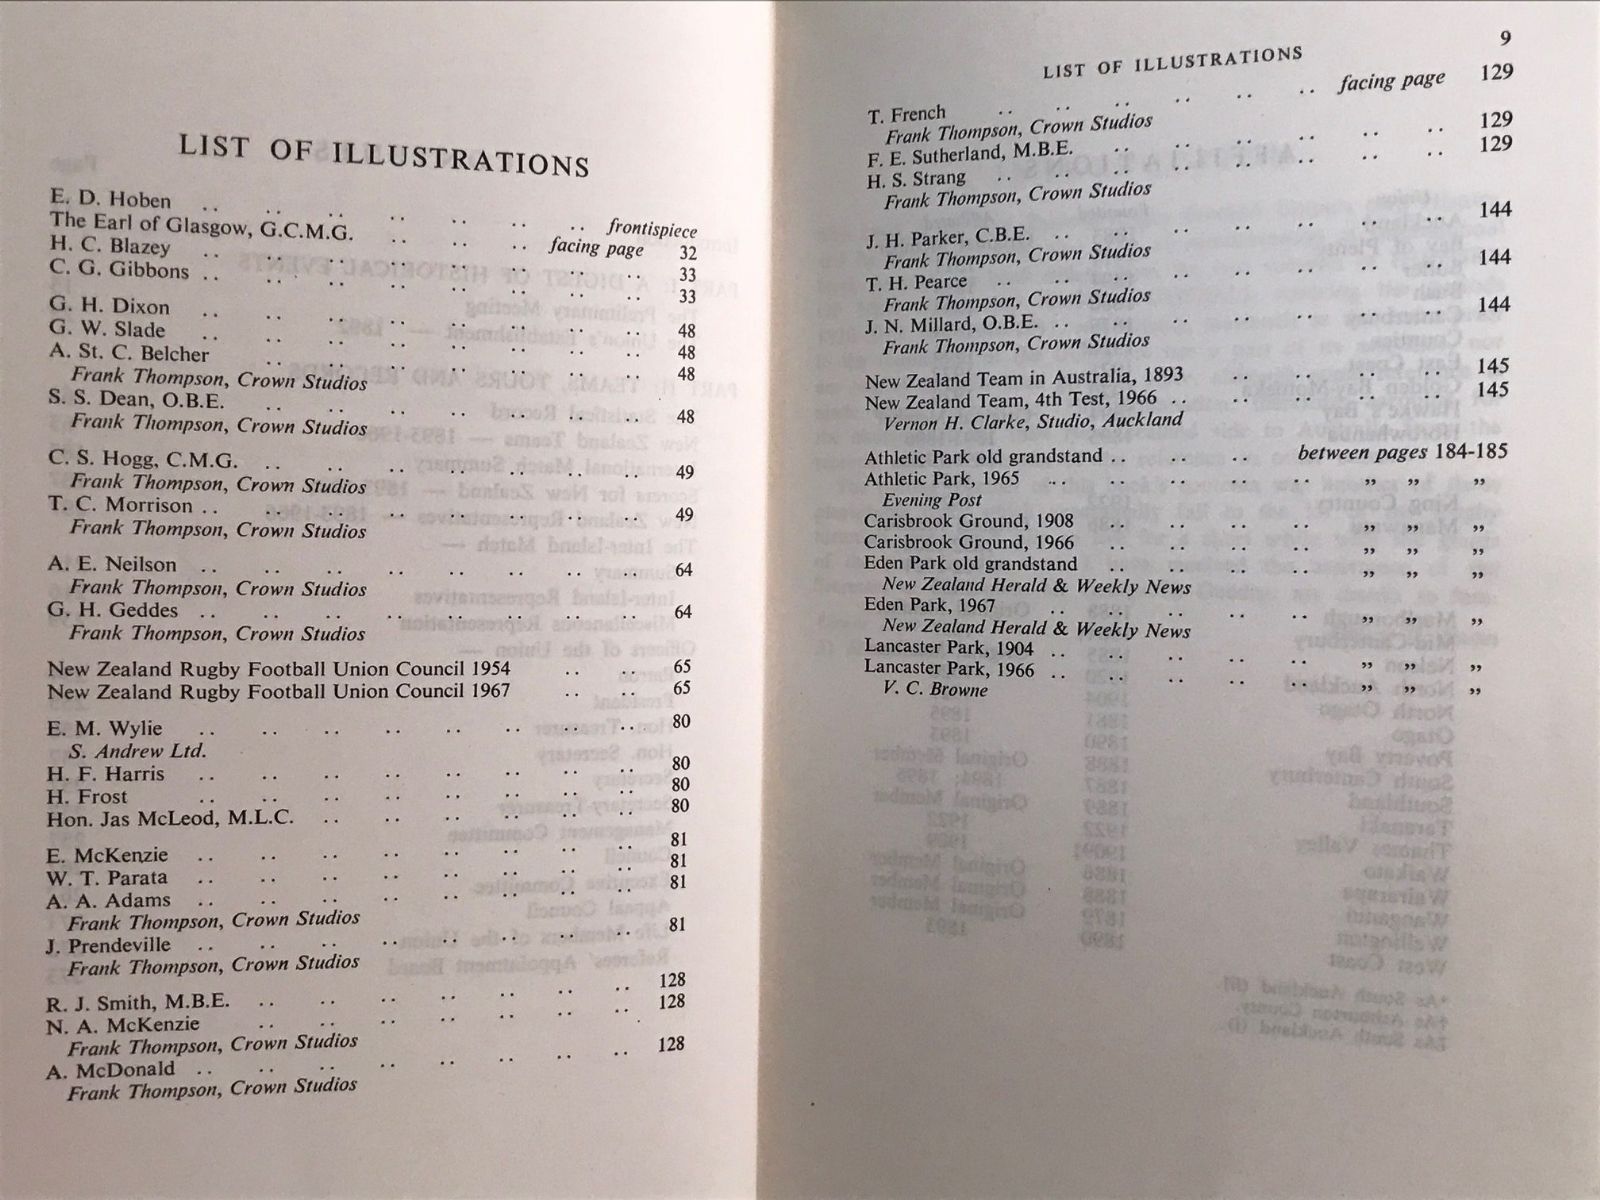 LIST OF ILLUSTRATIONS
E. D. Hoben .. .. .. .. .. .. .. frontispiece
The Earl of Glasgow, G.C.M.G. .. .. .. facing page 32
H. C. Blazey .. .. .. .. .. .. .. .. 33
C. G. Gibbons .. .. .. .. .. .. .. .. 33
G. H. Dixon .. .. .. .. .. .. .. .. 48
G. W. Slade .. .. .. .. .. .. .. .. 48
A. St. C. Belcher .. .. .. .. .. .. .. 48
Frank Thompson, Crown Studios
S. S. Dean, O.B.E. .. .. .. .. .. .. .. 48
Frank Thompson, Crown Studios
C. S. Hogg, C.M.G. .. .. .. .. .. .. .. 49
Frank Thompson, Crown Studios
T. C. Morrison .. .. .. .. .. .. .. .. 49
Frank Thompson, Crown Studios
A. E. Neilson .. .. .. .. .. .. .. .. 64
Frank Thompson, Crown Studios
G. H. Geddes .. .. .. .. .. .. .. .. 64
Frank Thompson, Crown Studios
New Zealand Rugby Football Union Council 1954 .. .. 65
New Zealand Rugby Football Union Council 1967 .. .. 65
E. M. Wylie .. .. .. .. .. .. .. .. 80
S. Andrew Ltd.
H. F. Harris .. .. .. .. .. .. .. .. 80
H. Frost .. .. .. .. .. .. .. .. 80
Hon. Jas McLeod, M.L.C. .. .. .. .. .. .. 80
E. McKenzie .. .. .. .. .. .. .. .. 81
W. T. Parata .. .. .. .. .. .. .. .. 81
A. A. Adams .. .. .. .. .. .. .. .. 81
Frank Thompson, Crown Studios
J. Prendeville .. .. .. .. .. .. .. .. 81
Frank Thompson, Crown Studios
R. J. Smith, M.B.E. .. .. .. .. .. .. .. 128
N. A. McKenzie .. .. .. .. .. .. .. 128
Frank Thompson, Crown Studios
A. McDonald .. .. .. .. .. .. .. .. 128
Frank Thompson, Crown Studios
9
LIST OF ILLUSTRATIONS
T. French .. .. .. .. .. .. facing page 129
Frank Thompson, Crown Studios
F. E. Sutherland, M.B.E. .. .. .. .. .. .. 129
H. S. Strang .. .. .. .. .. .. .. .. 129
Frank Thompson, Crown Studios
J. H. Parker, C.B.E. .. .. .. .. .. .. .. 144
Frank Thompson, Crown Studios
T. H. Pearce .. .. .. .. .. .. .. .. 144
Frank Thompson, Crown Studios
J. N. Millard, O.B.E. .. .. .. .. .. .. .. 144
Frank Thompson, Crown Studios
New Zealand Team in Australia, 1893 .. .. .. .. 145
New Zealand Team, 4th Test, 1966 .. .. .. .. .. 145
Vernon H. Clarke, Studio, Auckland
Athletic Park old grandstand .. .. .. between pages 184-185
Athletic Park, 1965 .. .. .. .. .. ,, ,, ,,
Evening Post
Carisbrook Ground, 1908 .. .. .. .. ,, ,, ,,
Carisbrook Ground, 1966 .. .. .. .. ,, ,, ,,
Eden Park old grandstand .. .. .. .. ,, ,, ,,
New Zealand Herald & Weekly News
Eden Park, 1967 .. .. .. .. .. ,, ,, ,,
New Zealand Herald & Weekly News
Lancaster Park, 1904 .. .. .. .. .. ,, ,, ,,
Lancaster Park, 1966 .. .. .. .. .. ,, ,, ,,
V. C. Browne